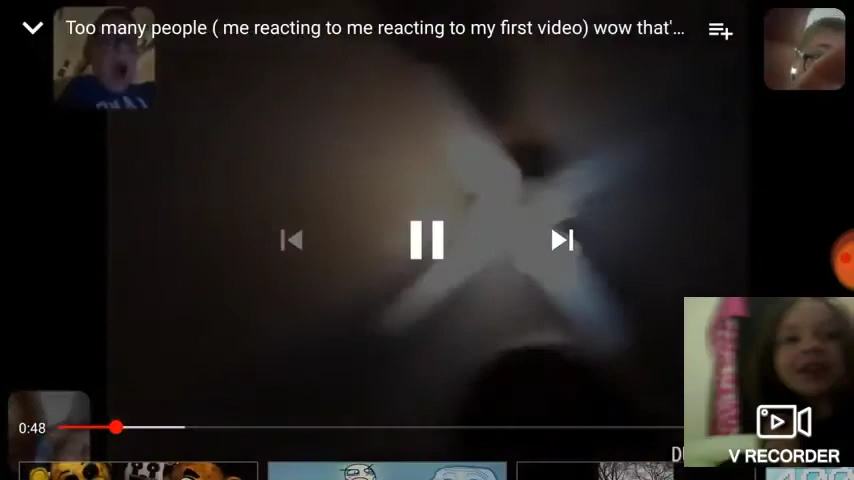 Too many people ( me reacting to me reacting to my first video) wow that'...
0:48
V RECORDER